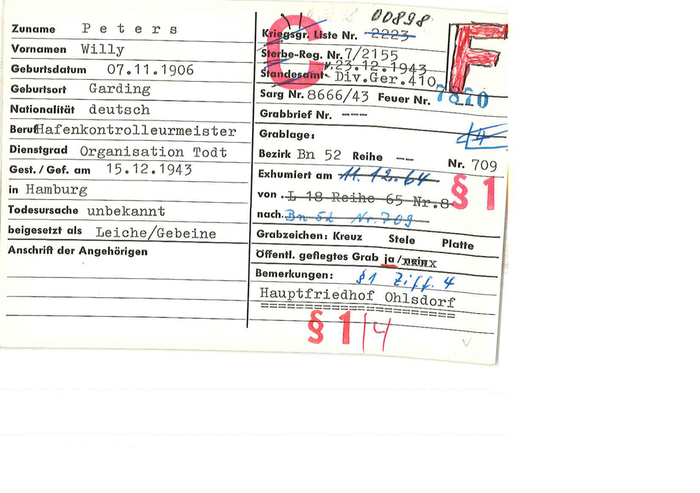 Zuname P e t e r s
Vornamen Willy
Geburtsdatum 07.11.1906
Geburtsort Garding
Nationalität deutsch
Beruf Hafenkontrolleurmeister
Dienstgrad Organisation Todt
Gest. / Gef. am 15.12.1943
in Hamburg
Todesursache unbekannt
beigesetzt als Leiche/Gebeine
Anschrift der Angehörigen
00898
C
F
Kriegsgr. Liste Nr. 2223
Sterbe-Reg. Nr. 7/2155
v.23.12.1943
Standesamt- Div.Ger.410
Sarg Nr. 8666/43 Feuer Nr. 7870
Grabbrief Nr. ---
Grablage:
Bezirk Bn 52 Reihe -- Nr. 709
Exhumiert am 11.12.64
§ 1
von L 18 Reihe 65 Nr.8
nach Bn 52 Nr. 709
Grabzeichen: Kreuz Stele Platte
Öffentl. gepflegtes Grab ja/nein
Bemerkungen: §1 Ziff. 4
Hauptfriedhof Ohlsdorf
§ 1/4